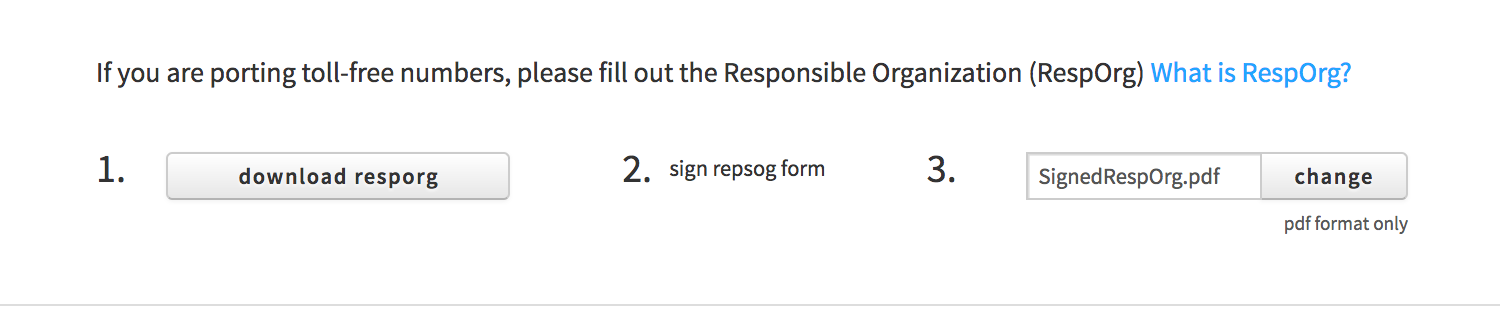 If you are porting toll-free numbers, please fill out the Responsible Organization (RespOrg) What is RespOrg?
1. download resporg 2. sign repsog form 3. SignedRespOrg.pdf change
pdf format only